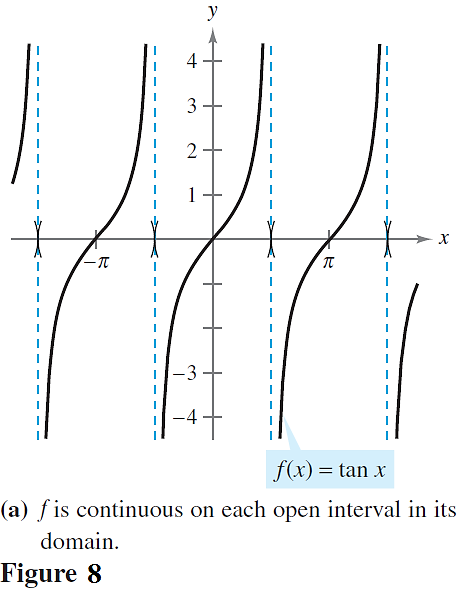 y
4
3
2
1
x
−π
π
−3
−4
f(x) = tan x
(a) f is continuous on each open interval in its
domain.
Figure 8